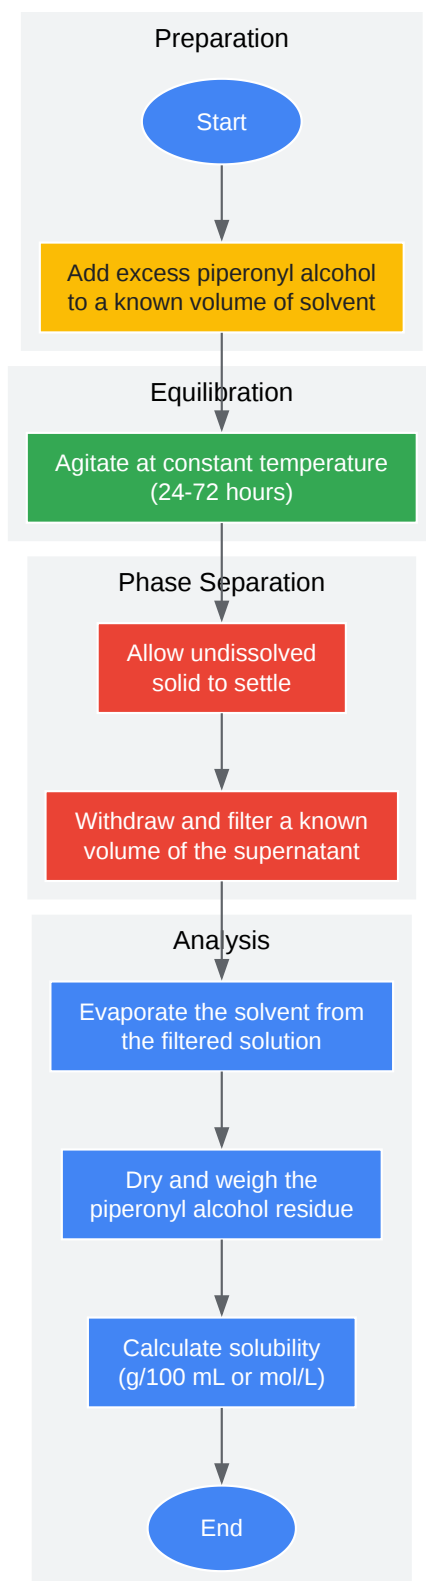 Preparation
Start
Add excess piperonyl alcohol
to a known volume of solvent
Equilibration
Agitate at constant temperature
(24-72 hours)
Phase Separation
Allow undissolved
solid to settle
Withdraw and filter a known
volume of the supernatant
Analysis
Evaporate the solvent from
the filtered solution
Dry and weigh the
piperonyl alcohol residue
Calculate solubility
(g/100 mL or mol/L)
End